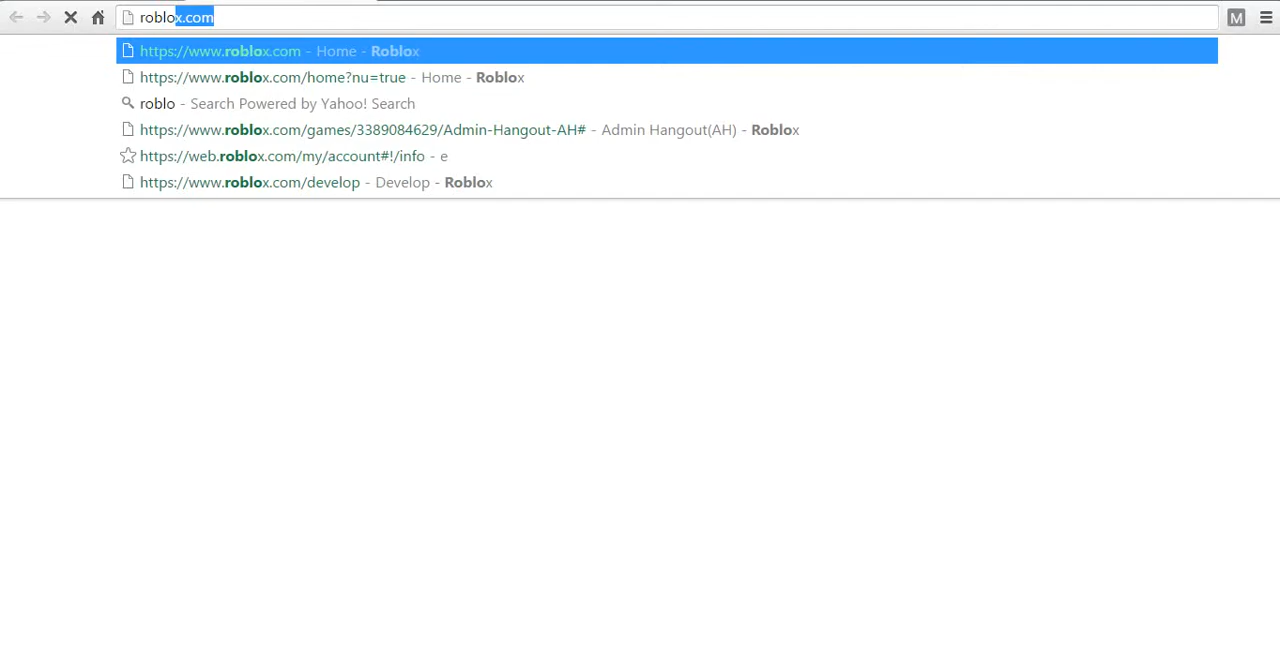 roblox.com M
https://www.roblox.com - Home - Roblox
https://www.roblox.com/home?nu=true - Home - Roblox
roblo - Search Powered by Yahoo! Search
https://www.roblox.com/games/3389084629/Admin-Hangout-AH# - Admin Hangout(AH) - Roblox
https://web.roblox.com/my/account#!/info - e
https://www.roblox.com/develop - Develop - Roblox